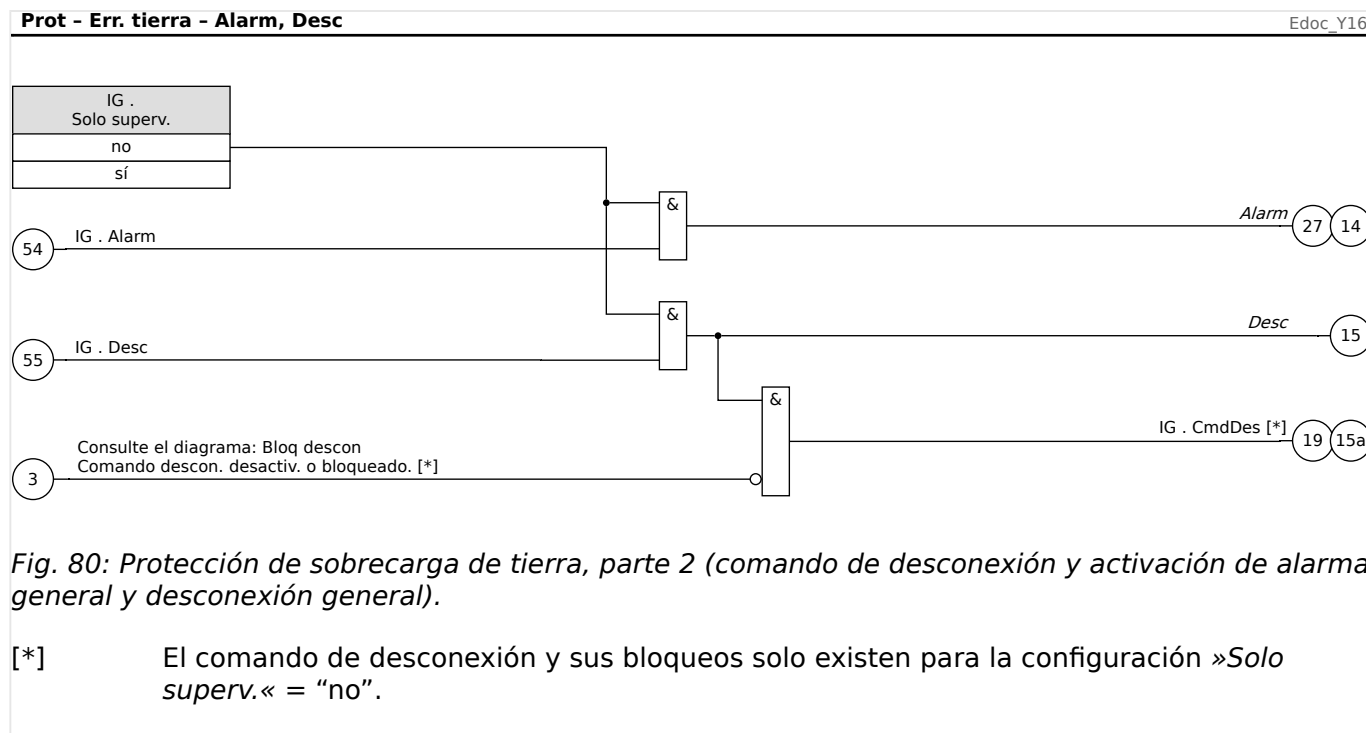 Prot – Err. tierra – Alarm, Desc
Edoc_Y16
IG .
Solo superv.
no
sí
&
Alarm
27
14
54
IG . Alarm
&
Desc
15
55
IG . Desc
&
IG . CmdDes [*]
19
15a
Consulte el diagrama: Bloq descon
Comando descon. desactiv. o bloqueado. [*]
3
Fig. 80: Protección de sobrecarga de tierra, parte 2 (comando de desconexión y activación de alarma
general y desconexión general).
[*] El comando de desconexión y sus bloqueos solo existen para la configuración »Solo
superv.« = “no”.